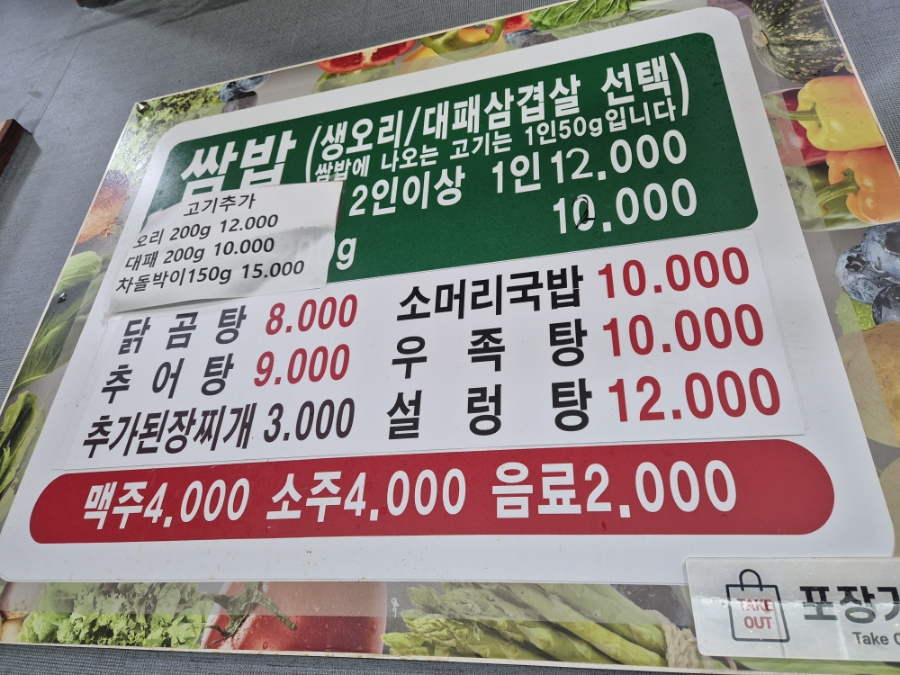 쌈밥 (생오리/대패삼겹살 선택)
쌈밥에 나오는 고기는 1인50g입니다
2인이상 1인 12.000
g 10.000
고기추가
오리 200g 12.000
대패 200g 10.000
차돌박이150g 15.000
닭곰탕 8.000 소머리국밥 10.000
추어탕 9.000 우족탕 10.000
추가된장찌개 3.000 설렁탕 12.000
맥주4.000 소주4.000 음료2.000
TAKE OUT
포장
Take